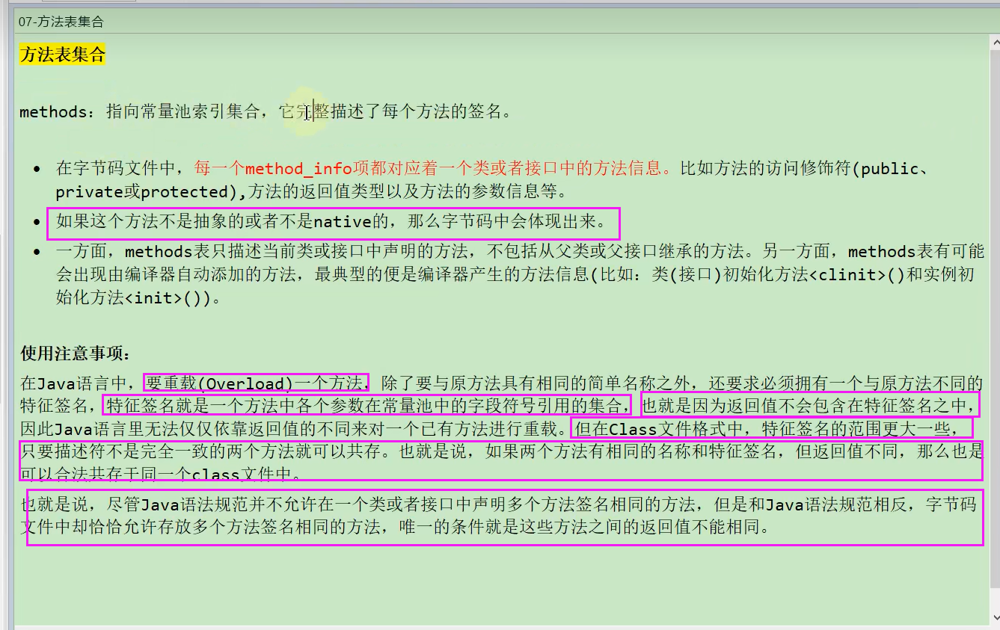 07-方法表集合
方法表集合
methods: 指向常量池索引集合，它完整描述了每个方法的签名。
• 在字节码文件中，每一个method_info项都对应着一个类或者接口中的方法信息。比如方法的访问修饰符(public、
private或protected),方法的返回值类型以及方法的参数信息等。
• 如果这个方法不是抽象的或者不是native的，那么字节码中会体现出来。
• 一方面，methods表只描述当前类或接口中声明的方法，不包括从父类或父接口继承的方法。另一方面，methods表有可能
会出现由编译器自动添加的方法，最典型的便是编译器产生的方法信息(比如：类(接口)初始化方法<clinit>()和实例初
始化方法<init>())。
使用注意事项：
在Java语言中，要重载(Overload)一个方法，除了要与原方法具有相同的简单名称之外，还要求必须拥有一个与原方法不同的
特征签名，特征签名就是一个方法中各个参数在常量池中的字段符号引用的集合，也就是因为返回值不会包含在特征签名之中，
因此Java语言里无法仅仅依靠返回值的不同来对一个已有方法进行重载。但在Class文件格式中，特征签名的范围更大一些，
只要描述符不是完全一致的两个方法就可以共存。也就是说，如果两个方法有相同的名称和特征签名，但返回值不同，那么也是
可以合法共存于同一个class文件中。
也就是说，尽管Java语法规范并不允许在一个类或者接口中声明多个方法签名相同的方法，但是和Java语法规范相反，字节码
文件中却恰恰允许存放多个方法签名相同的方法，唯一的条件就是这些方法之间的返回值不能相同。